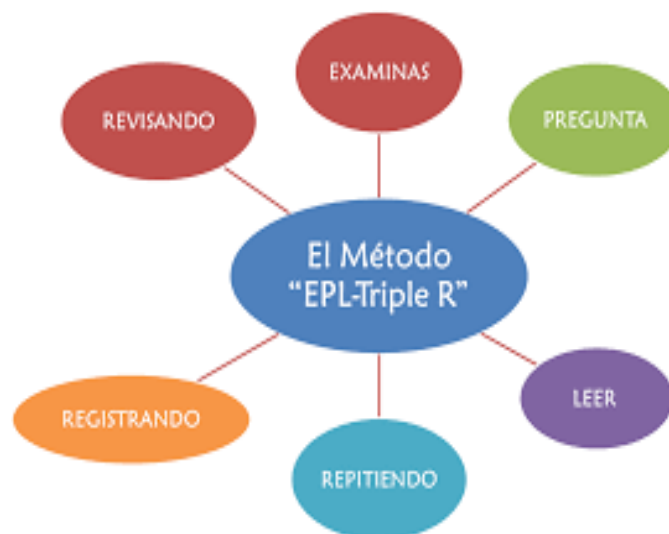 EXAMINAS
PREGUNTA
LEER
REPITIENDO
REGISTRANDO
REVISANDO
El Método
“EPL-Triple R”